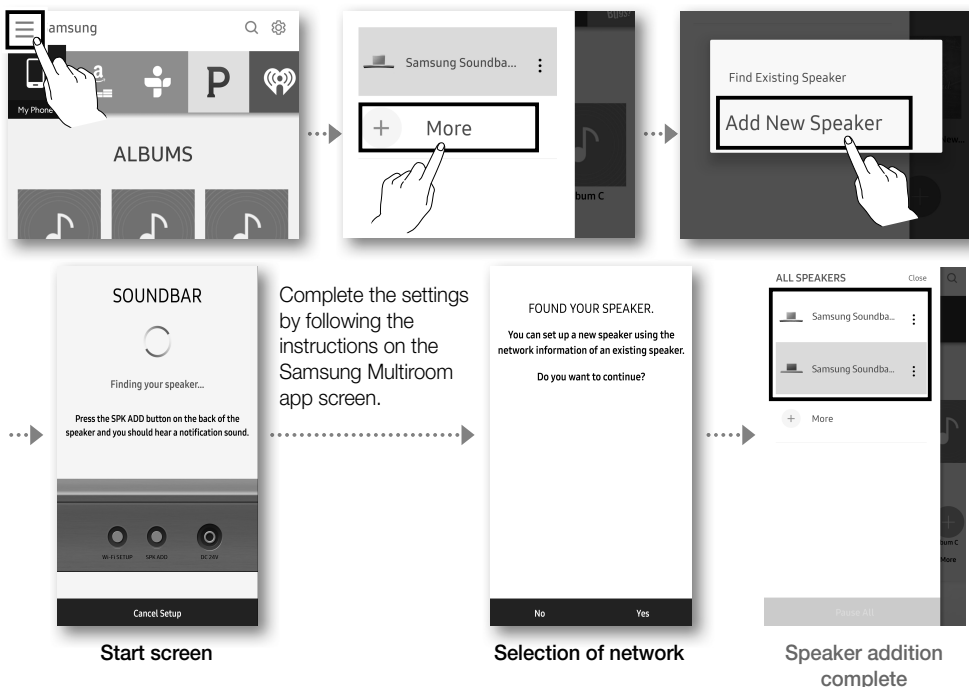 amsung
a
P
My Phone
ALBUMS
Samsung Soundba...
More
bum C
Find Existing Speaker
Add New Speaker
SOUNDBAR
Finding your speaker...
Press the SPK ADD button on the back of the
speaker and you should hear a notification sound.
Wi-Fi SETUP SPK ADD DC 24V
Cancel Setup
Start screen
Complete the settings
by following the
instructions on the
Samsung Multiroom
app screen.
FOUND YOUR SPEAKER.
You can set up a new speaker using the
network information of an existing speaker.
Do you want to continue?
No Yes
Selection of network
ALL SPEAKERS Close
Samsung Soundba...
Samsung Soundba...
More
bum C
More
Pause All
Speaker addition
complete